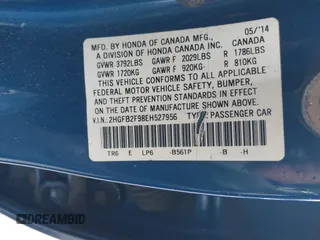 MFD. BY HONDA OF CANADA MFG., 05/'14
A DIVISION OF HONDA CANADA INC. CANADA
GVWR 3792LBS GAWR F 2029LBS R 1786LBS
GVWR 1720KG GAWR F 920KG R 810KG
THIS VEHICLE CONFORMS TO ALL APPLICABLE
FEDERAL MOTOR VEHICLE SAFETY, BUMPER,
AND THEFT PREVENTION STANDARDS IN EFFECT ON THE
DATE OF MANUFACTURE SHOWN ABOVE.
V.I.N.: 2HGFB2F98EH527956 TYPE: PASSENGER CAR
TR6 E LP6 -B561P -B -H
DREAMBID